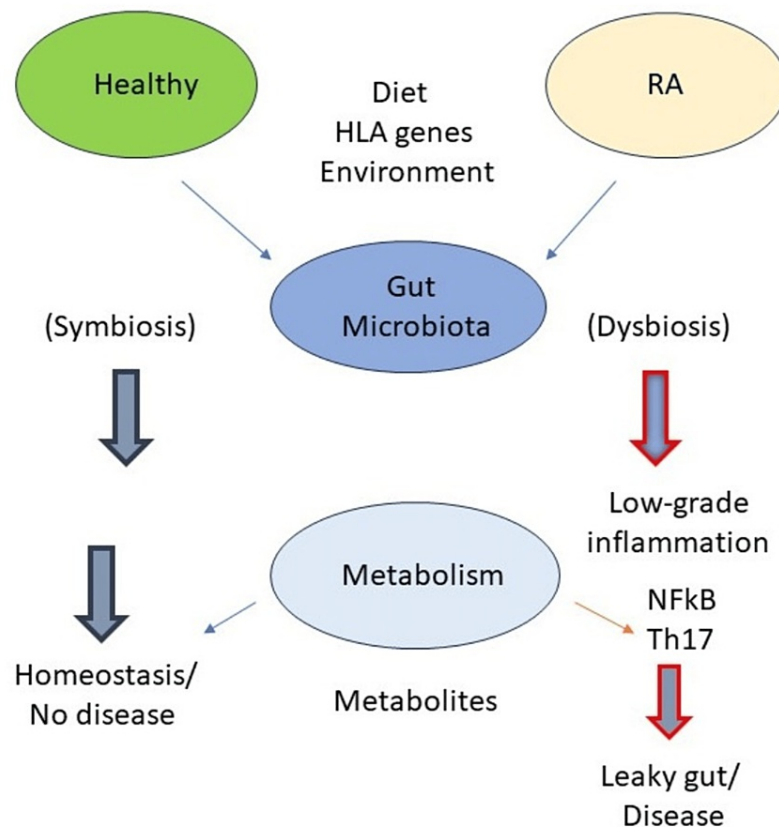 Healthy
RA
Diet
HLA genes
Environment
Gut
Microbiota
(Symbiosis)
(Dysbiosis)
Low-grade
inflammation
Metabolism
NFkB
Th17
Homeostasis/
No disease
Metabolites
Leaky gut/
Disease